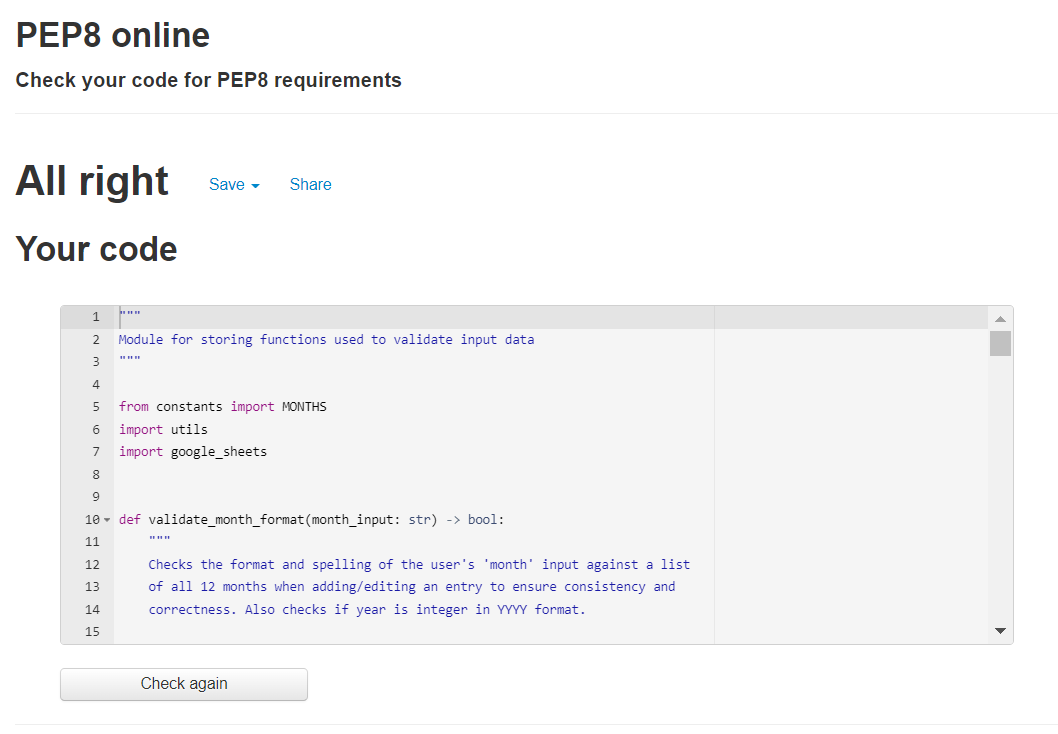 PEP8 online
Check your code for PEP8 requirements
All right Save Share
Your code
1 """
2 Module for storing functions used to validate input data
3 """
4
5 from constants import MONTHS
6 import utils
7 import google_sheets
8
9
10 def validate_month_format(month_input: str) -> bool:
11     """
12     Checks the format and spelling of the user's 'month' input against a list
13     of all 12 months when adding/editing an entry to ensure consistency and
14     correctness. Also checks if year is integer in YYYY format.
15
Check again